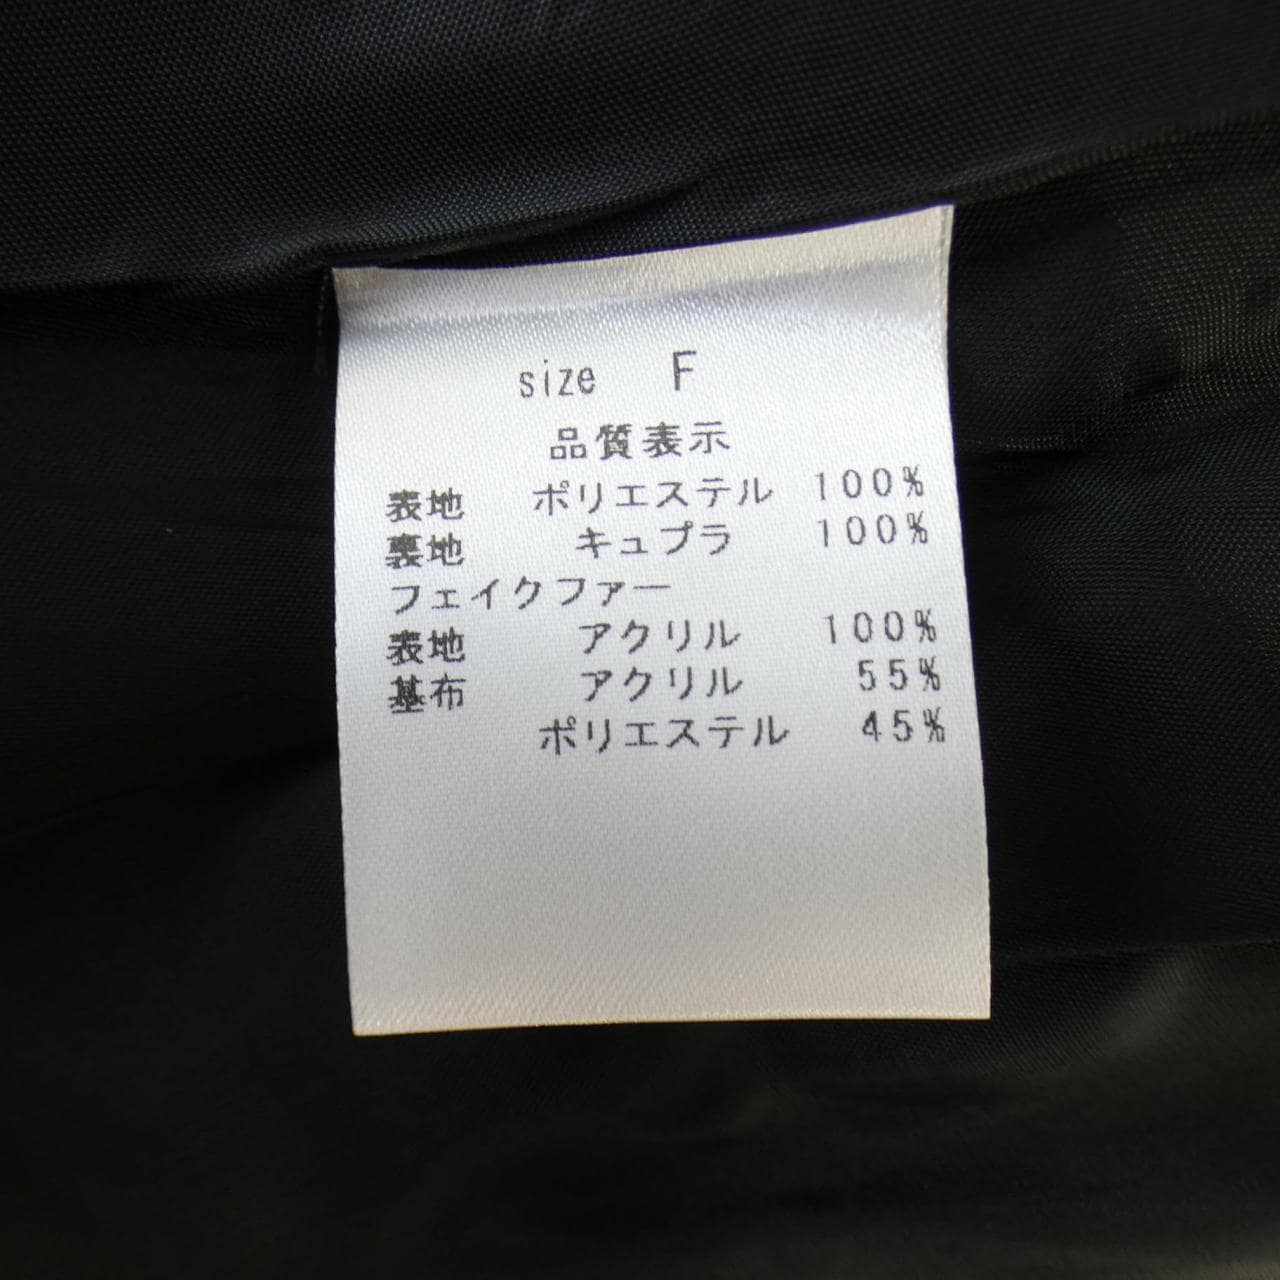 size F
品質表示
表地 ポリエステル 100%
裏地 キュプラ 100%
フェイクファー
表地 アクリル 100%
基布 アクリル 55%
ポリエステル 45%